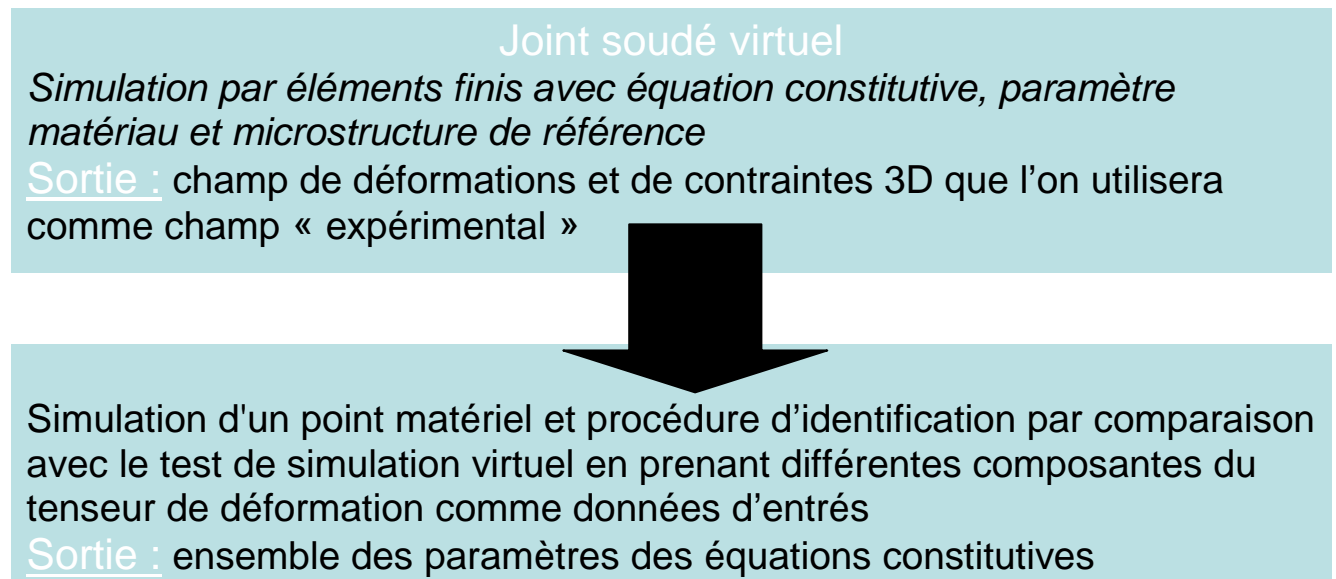 Joint soudé virtuel
Simulation par éléments finis avec équation constitutive, paramètre
matériau et microstructure de référence
Sortie : champ de déformations et de contraintes 3D que l’on utilisera
comme champ « expérimental »
Simulation d'un point matériel et procédure d’identification par comparaison
avec le test de simulation virtuel en prenant différentes composantes du
tenseur de déformation comme données d’entrés
Sortie : ensemble des paramètres des équations constitutives